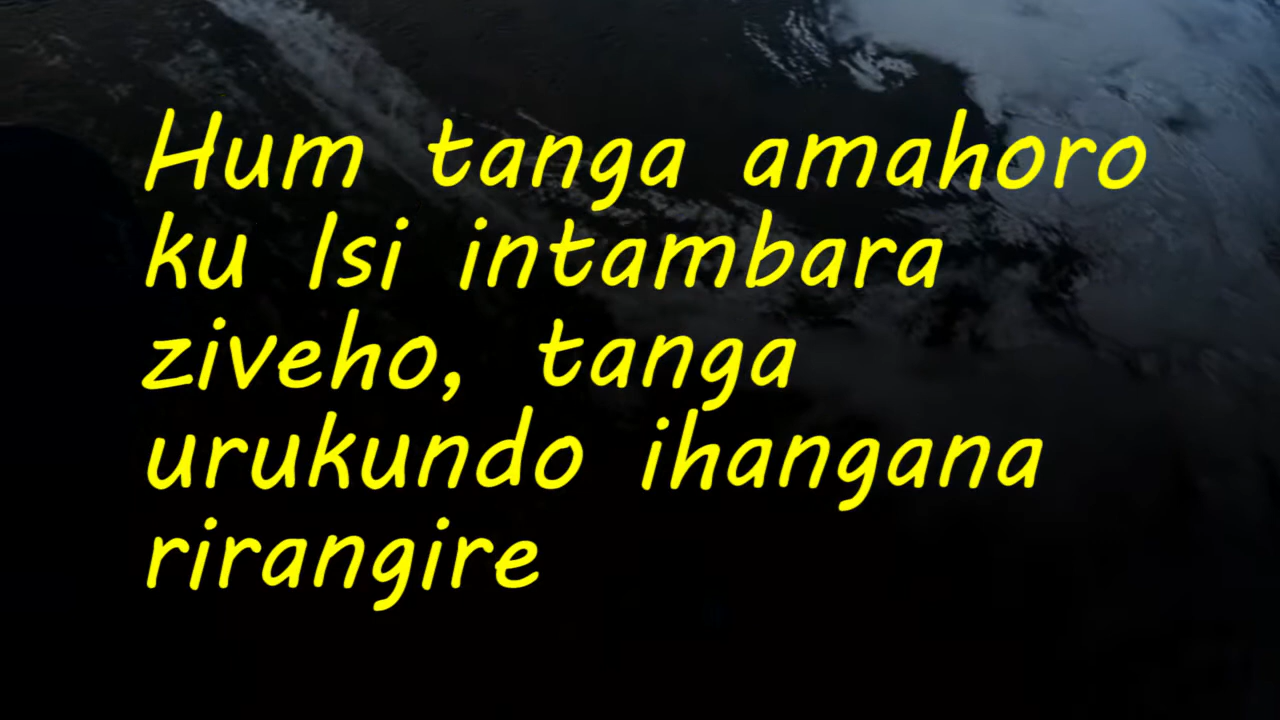 Hum tanga amahoro
ku Isi intambara
ziveho, tanga
urukundo ihangana
rirangire